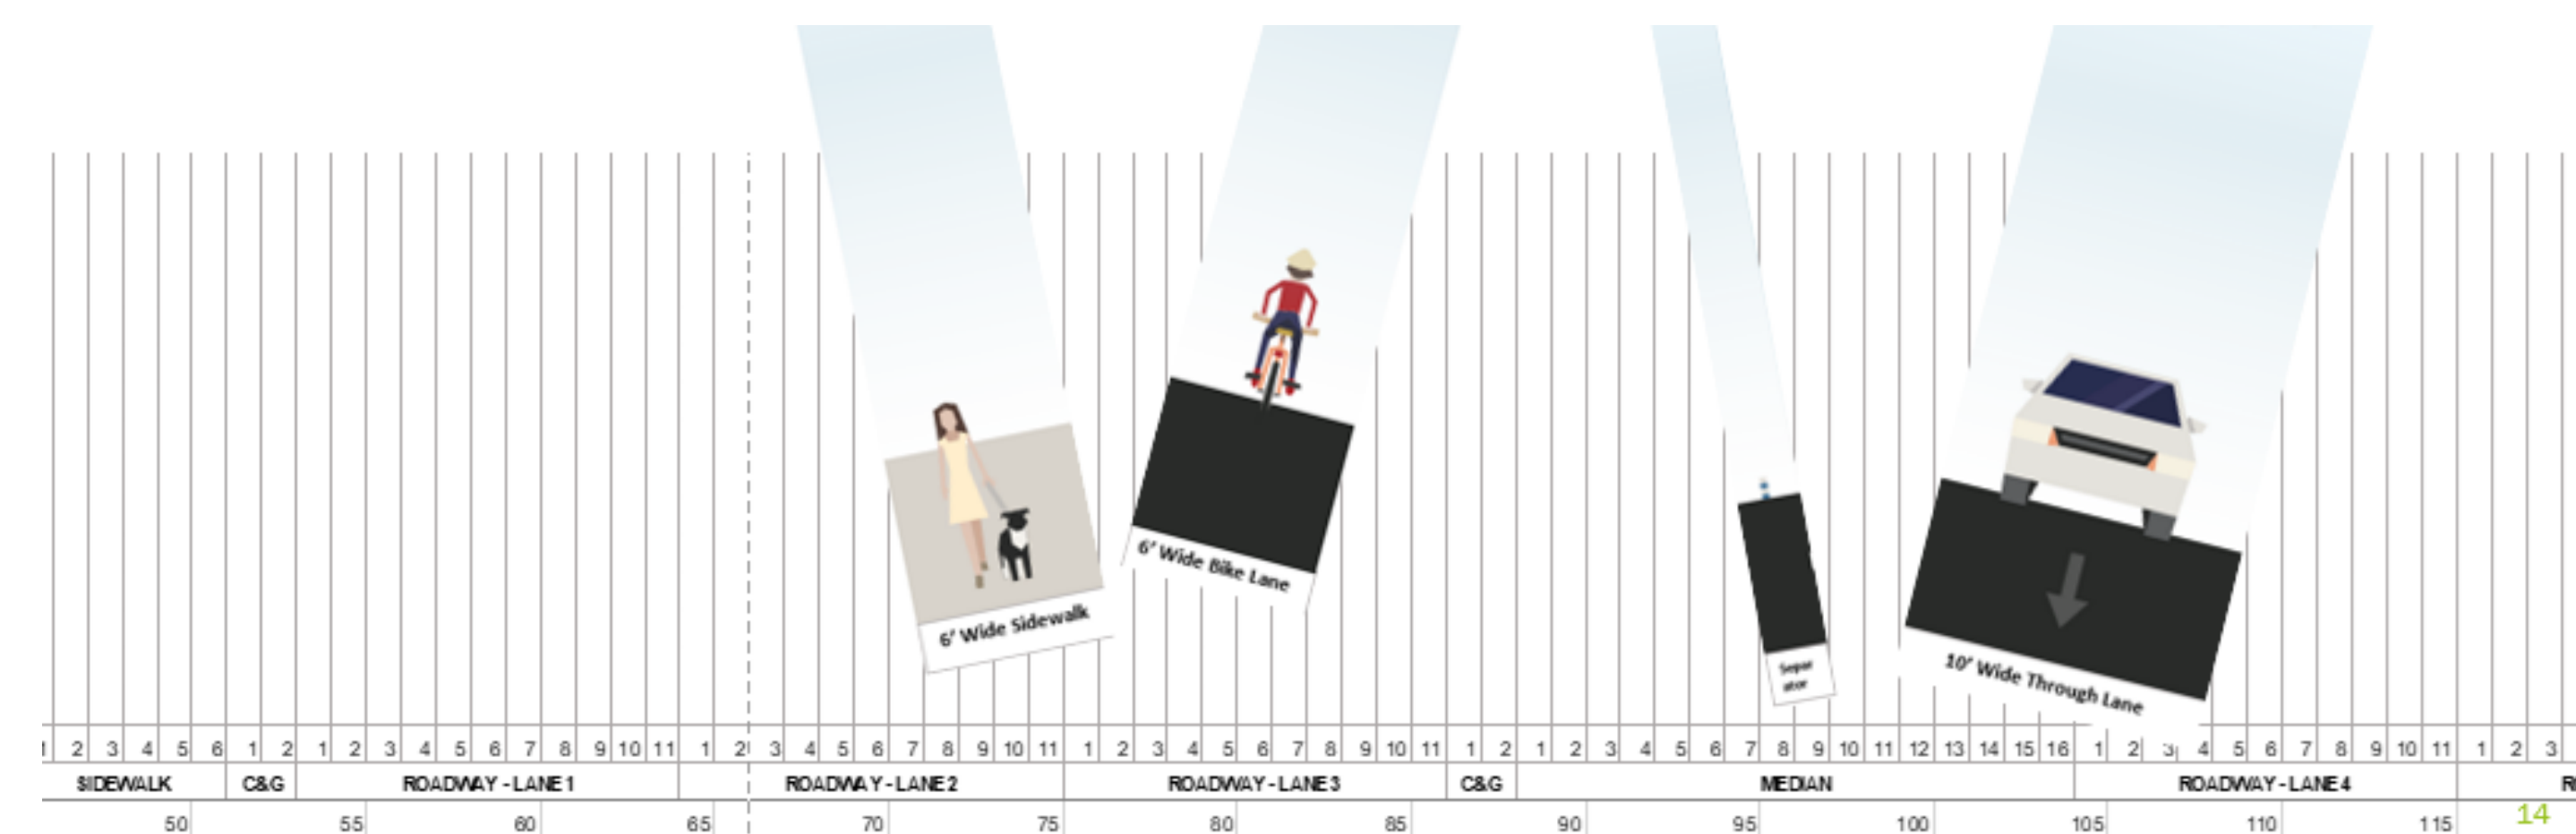 6' Wide Bike Lane
6' Wide Sidewalk
Separ
ator
10' Wide Through Lane
1 2 3 4 5 6 1 2 1 2 3 4 5 6 7 8 9 10 11 1 2 3 4 5 6 7 8 9 10 11 1 2 3 4 5 6 7 8 9 10 11 1 2 1 2 3 4 5 6 7 8 9 10 11 12 13 14 15 16 1 2 3 4 5 6 7 8 9 10 11 1 2 3
SIDEWALK C&G ROADWAY - LANE 1 ROADWAY - LANE 2 ROADWAY - LANE 3 C&G MEDIAN ROADWAY - LANE 4
50 55 60 65 70 75 80 85 90 95 100 105 110 115
14